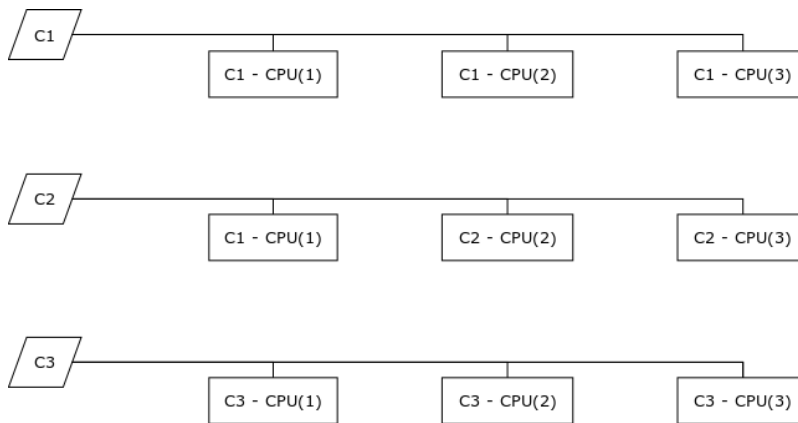 C1
C1 - CPU(1) C1 - CPU(2) C1 - CPU(3)
C2
C1 - CPU(1) C2 - CPU(2) C2 - CPU(3)
C3
C3 - CPU(1) C3 - CPU(2) C3 - CPU(3)